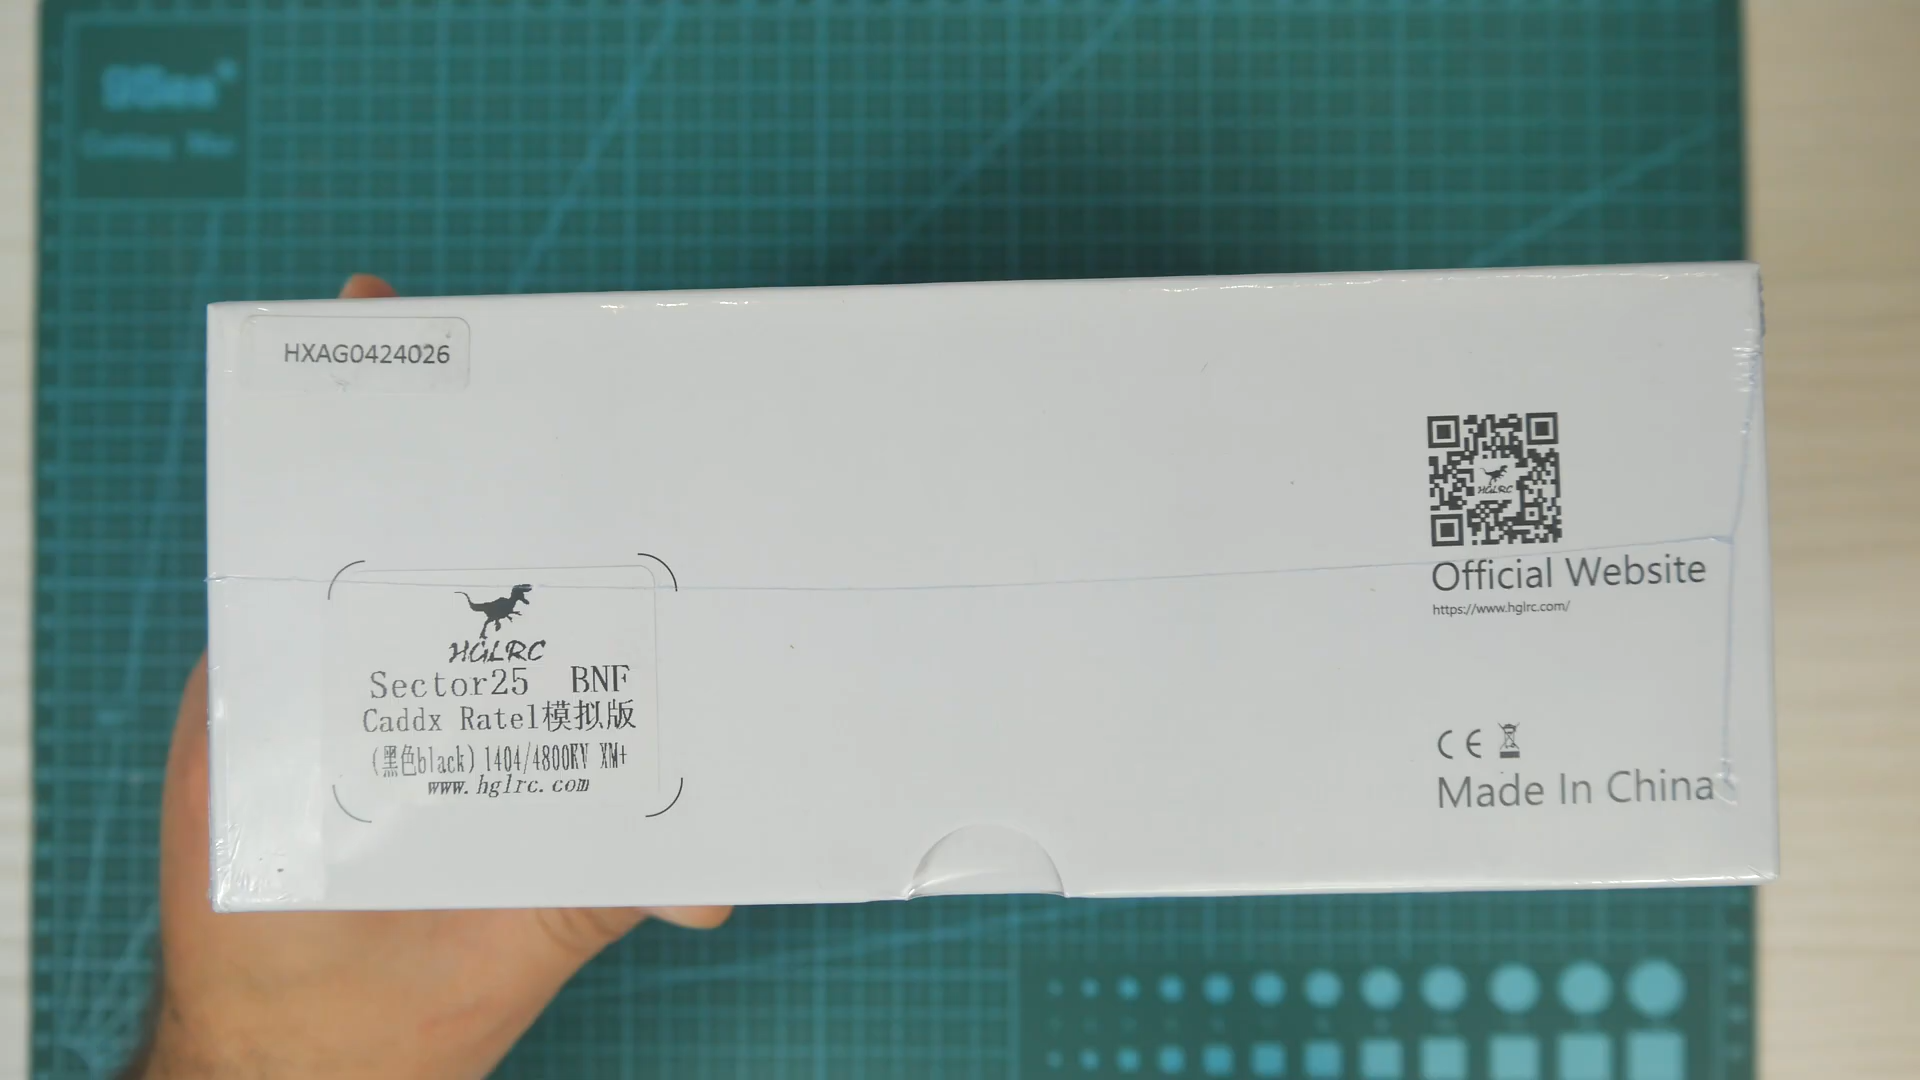 HXAG0424026
HGLRC
Official Website
https://www.hglrc.com/
HGLRC
Sector25 BNF
Caddx Ratel模拟版
(黑色black) 1404/4800KV XM+
www.hglrc.com
CE
Made In China